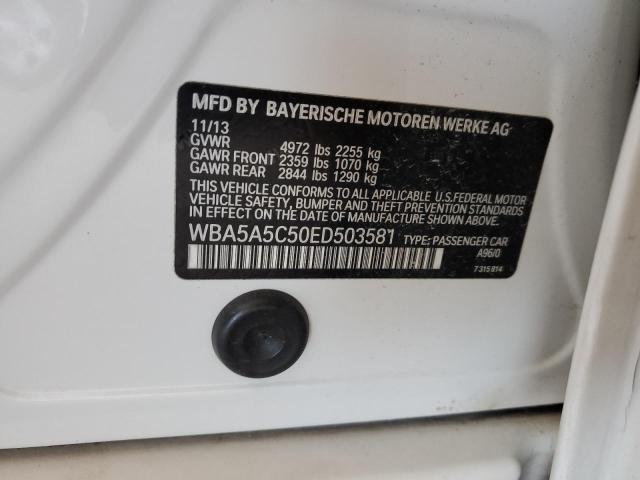 MFD BY BAYERISCHE MOTOREN WERKE AG
11/13
GVWR 4972 lbs 2255 kg
GAWR FRONT 2359 lbs 1070 kg
GAWR REAR 2844 lbs 1290 kg
THIS VEHICLE CONFORMS TO ALL APPLICABLE U.S.FEDERAL MOTOR
VEHICLE SAFETY, BUMPER AND THEFT PREVENTION STANDARDS
IN EFFECT ON THE DATE OF MANUFACTURE SHOWN ABOVE.
WBA5A5C50ED503581 TYPE: PASSENGER CAR
A96/0
7315814